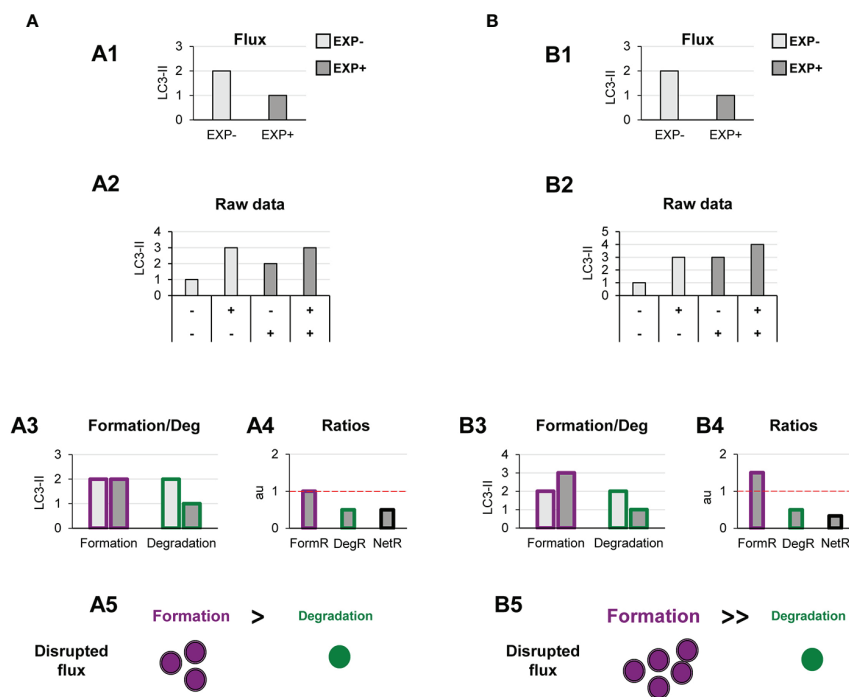 A
B
A1
Flux
EXP-
EXP+
LC3-II
3
2
1
0
EXP- EXP+
B1
Flux
EXP-
EXP+
LC3-II
3
2
1
0
EXP- EXP+
A2
Raw data
LC3-II
4
3
2
1
0
- + - +
- - + +
B2
Raw data
LC3-II
5
4
3
2
1
0
- + - +
- - + +
A3
Formation/Deg
LC3-II
3
2
1
0
Formation Degradation
A4
Ratios
au
2
1
0
FormR DegR NetR
B3
Formation/Deg
LC3-II
4
3
2
1
0
Formation Degradation
B4
Ratios
au
2
1
0
FormR DegR NetR
A5
Formation > Degradation
Disrupted
flux
B5
Formation >> Degradation
Disrupted
flux